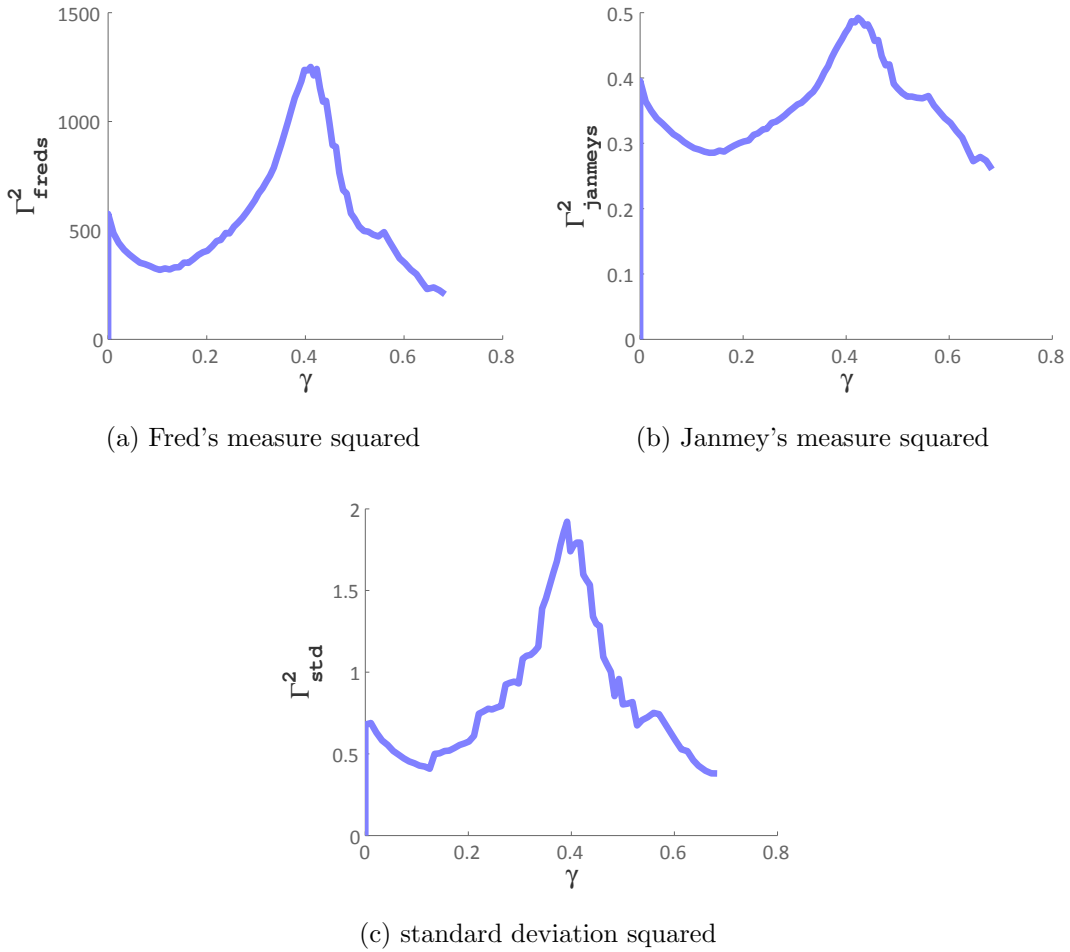 1500
1000
500
0
Γ²freds
0 0.2 0.4 0.6 0.8
γ
(a) Fred's measure squared
0.5
0.4
0.3
0.2
0.1
0
Γ²janmeys
0 0.2 0.4 0.6 0.8
γ
(b) Janmey's measure squared
2
1.5
1
0.5
0
Γ²std
0 0.2 0.4 0.6 0.8
γ
(c) standard deviation squared